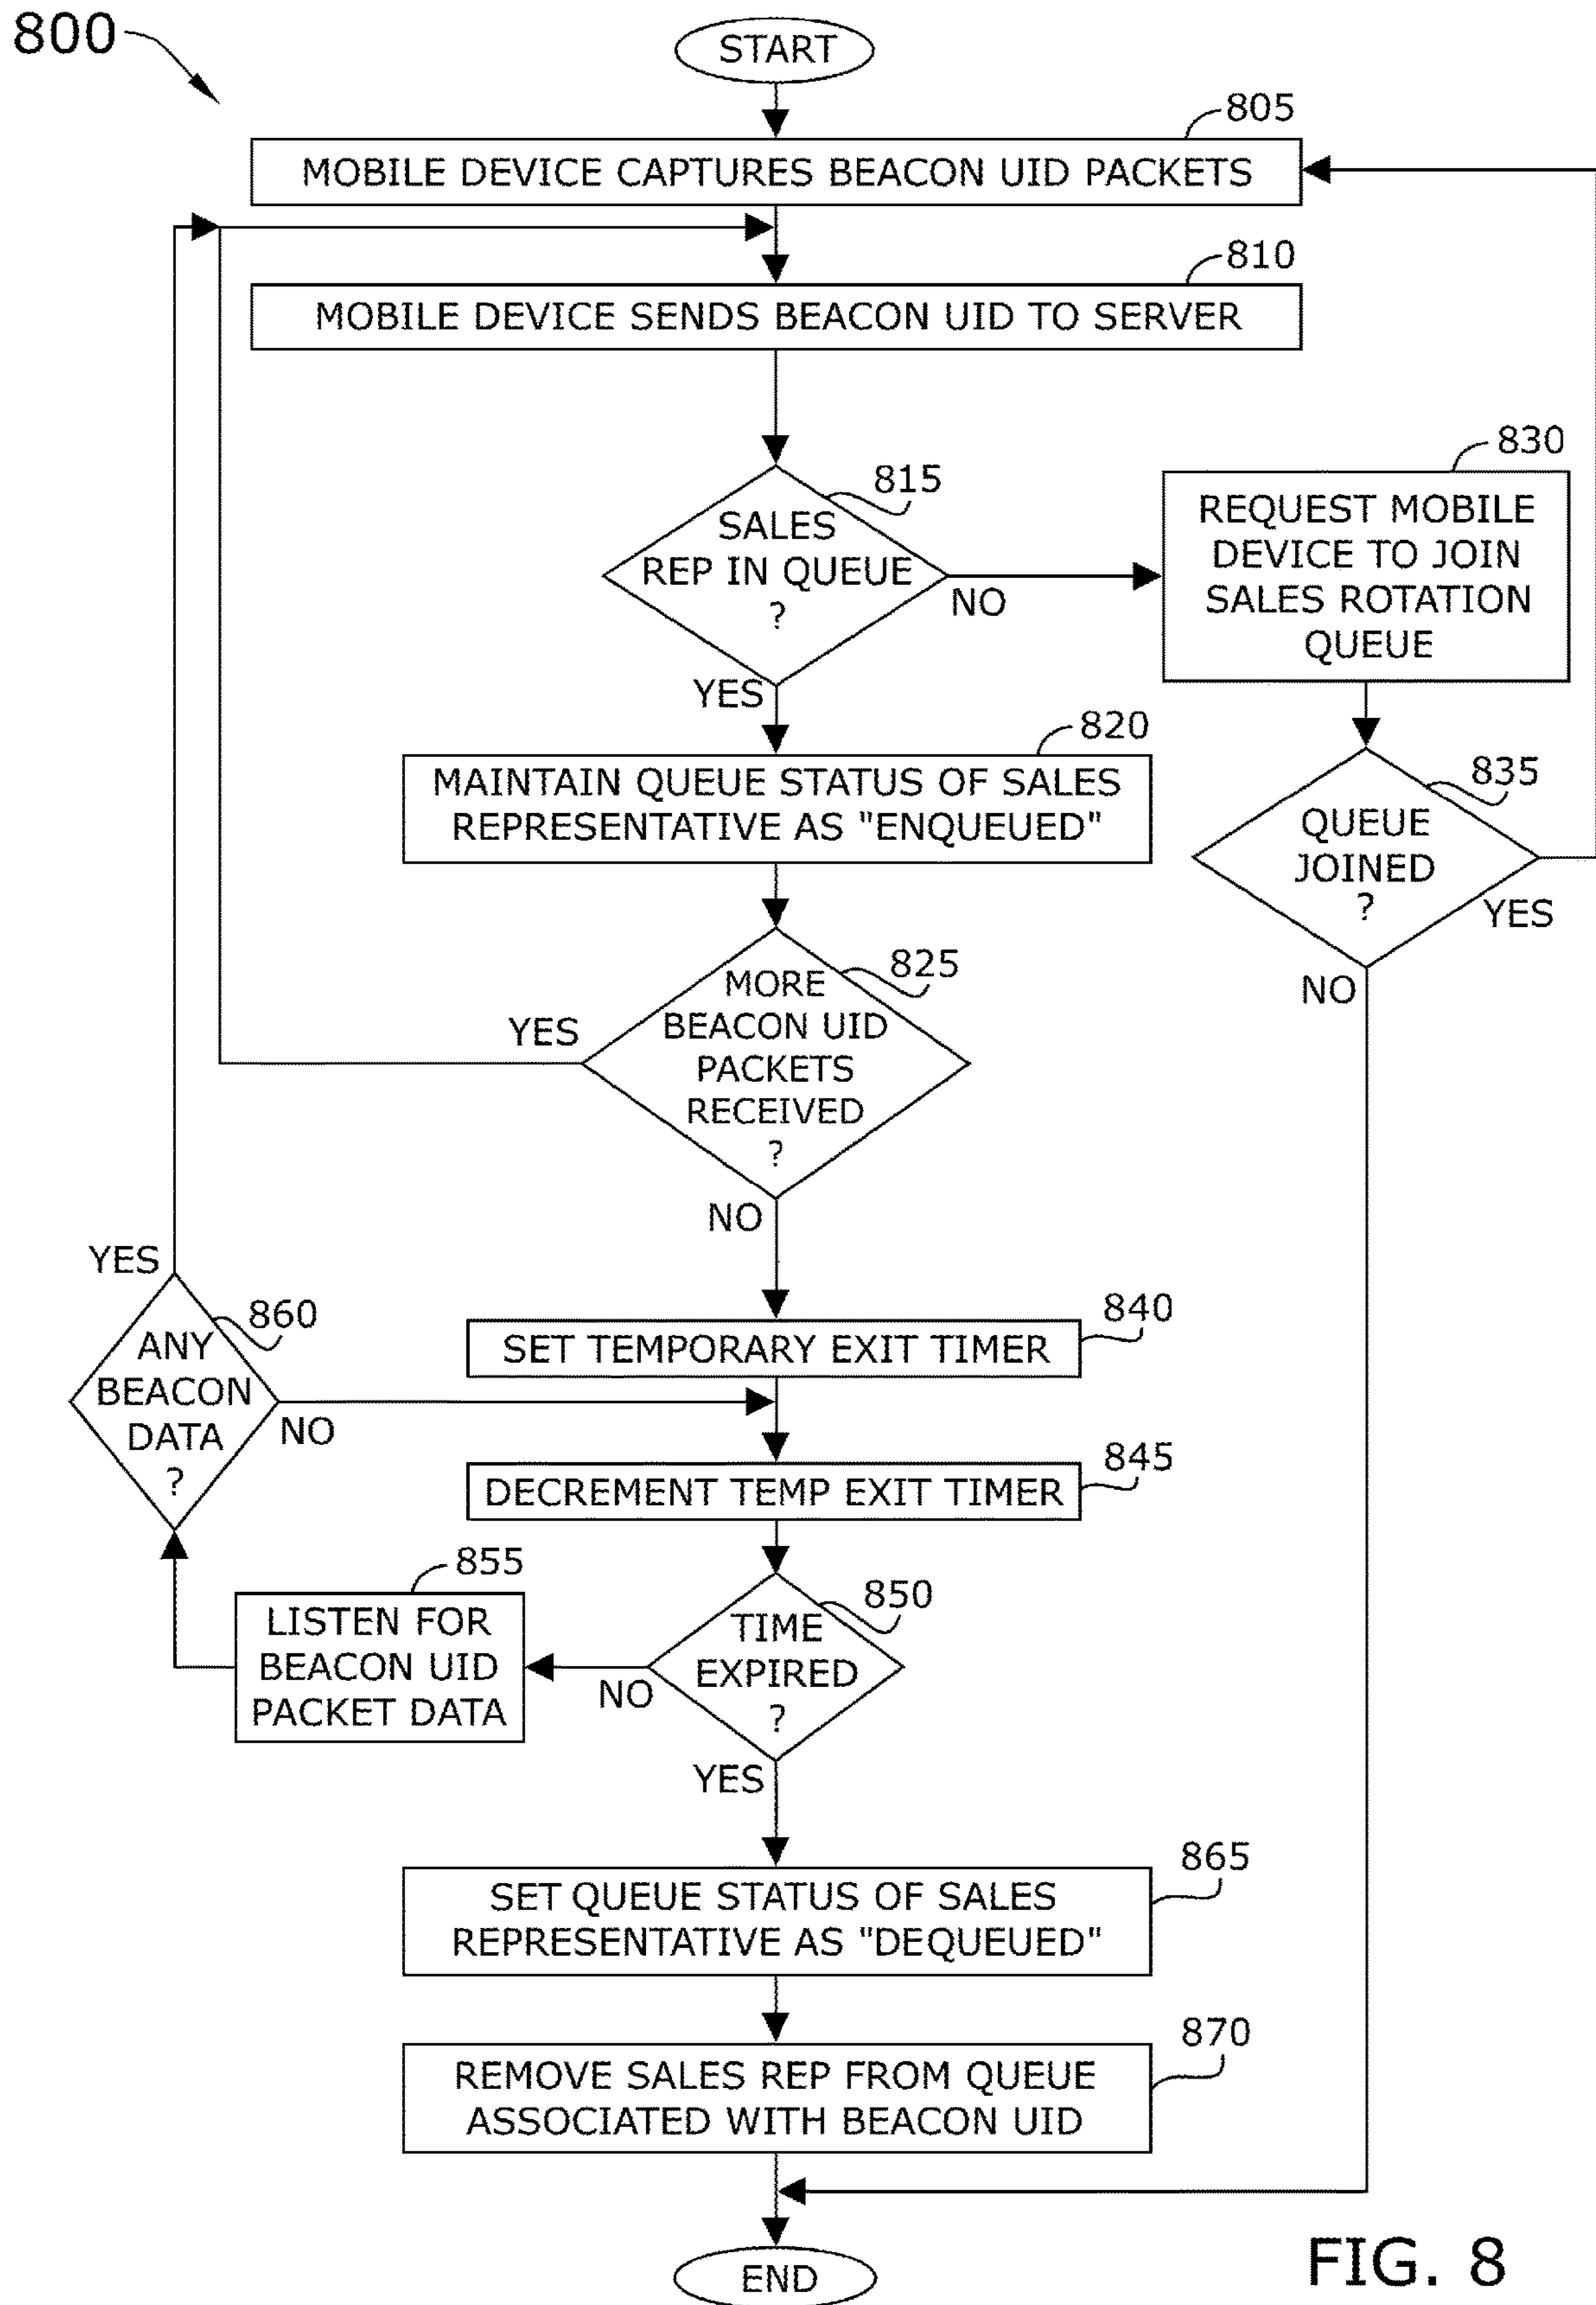 800
START
805
MOBILE DEVICE CAPTURES BEACON UID PACKETS
810
MOBILE DEVICE SENDS BEACON UID TO SERVER
815
SALES
REP IN QUEUE
?
NO
YES
830
REQUEST MOBILE
DEVICE TO JOIN
SALES ROTATION
QUEUE
820
MAINTAIN QUEUE STATUS OF SALES
REPRESENTATIVE AS "ENQUEUED"
835
QUEUE
JOINED
?
YES
NO
825
MORE
BEACON UID
PACKETS
RECEIVED
?
YES
NO
840
SET TEMPORARY EXIT TIMER
YES
860
ANY
BEACON
DATA
?
NO
845
DECREMENT TEMP EXIT TIMER
850
TIME
EXPIRED
?
NO
YES
855
LISTEN FOR
BEACON UID
PACKET DATA
865
SET QUEUE STATUS OF SALES
REPRESENTATIVE AS "DEQUEUED"
870
REMOVE SALES REP FROM QUEUE
ASSOCIATED WITH BEACON UID
END
FIG. 8